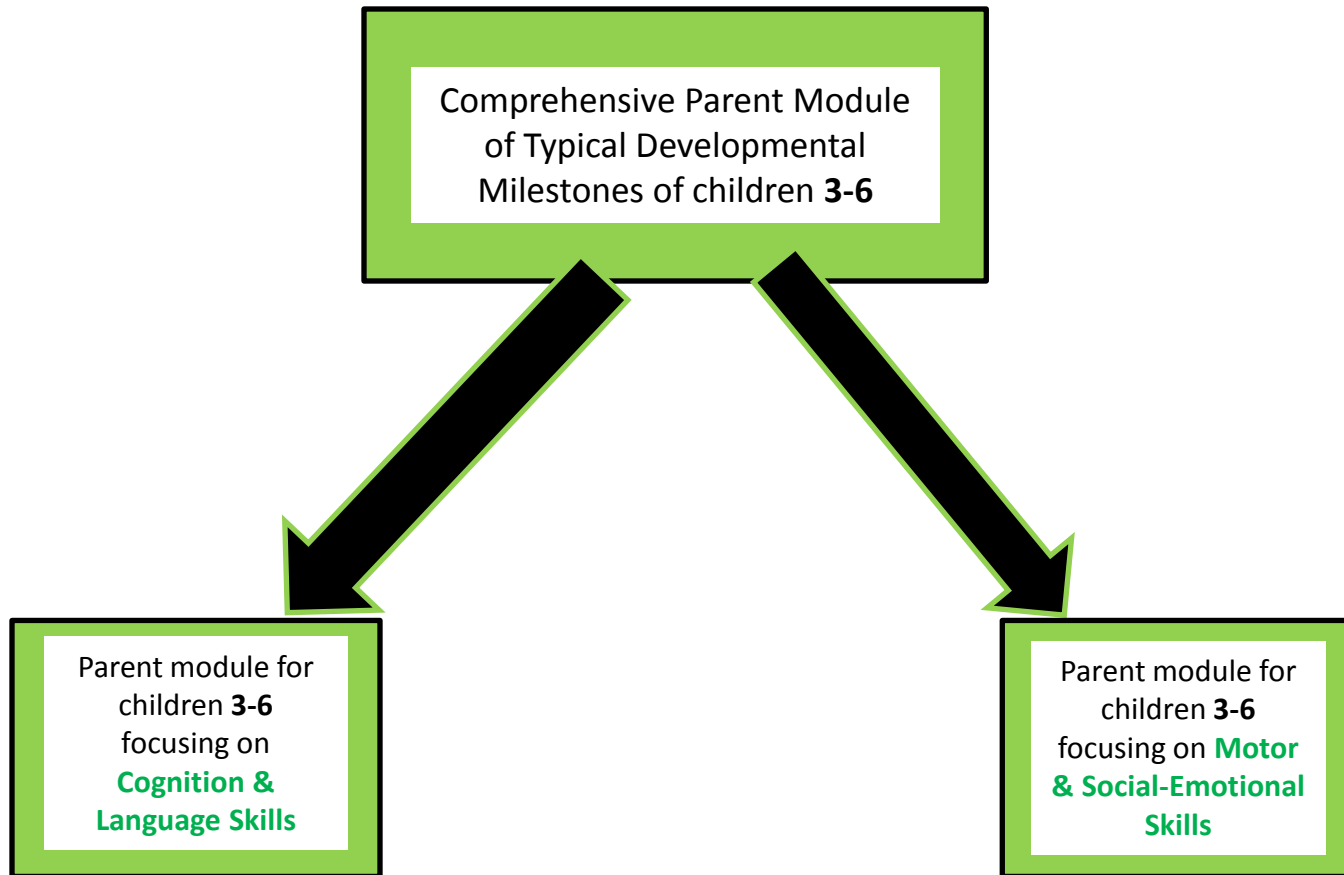 Comprehensive Parent Module
of Typical Developmental
Milestones of children 3-6
Parent module for
children 3-6
focusing on
Cognition &
Language Skills
Parent module for
children 3-6
focusing on Motor
& Social-Emotional
Skills